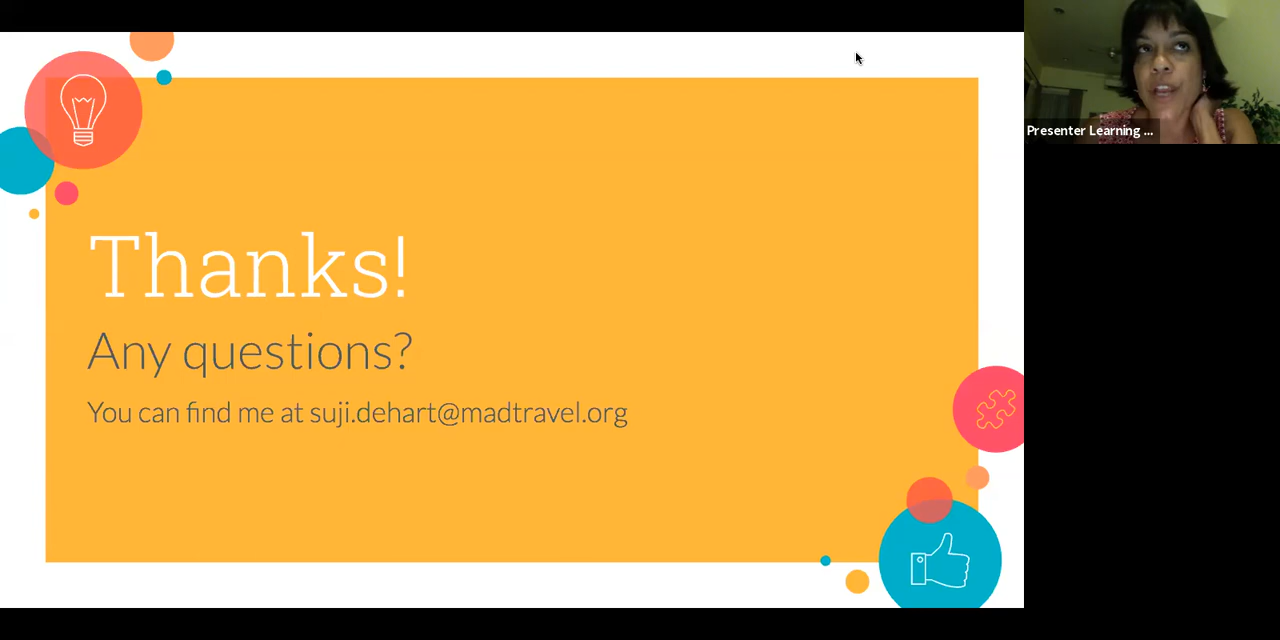 Thanks!
Any questions?
You can find me at suji.dehart@madtravel.org
Presenter Learning ...